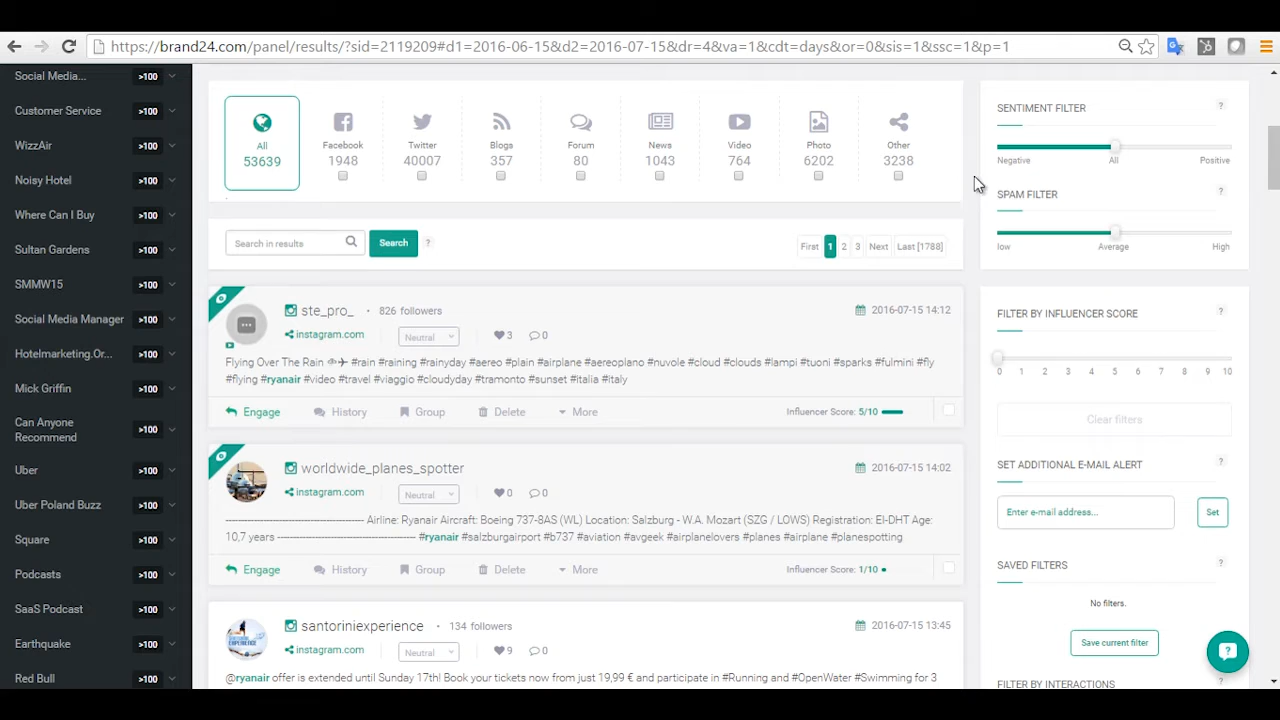 https://brand24.com/panel/results/?sid=2119209#d1=2016-06-15&d2=2016-07-15&dr=4&va=1&cdt=days&or=0&sis=1&ssc=1&p=1
Social Media... >100
Customer Service >100
WizzAir >100
Noisy Hotel >100
Where Can I Buy >100
Sultan Gardens >100
SMMW15 >100
Social Media Manager >100
Hotelmarketing.Or... >100
Mick Griffin >100
Can Anyone
Recommend >100
Uber >100
Uber Poland Buzz >100
Square >100
Podcasts >100
SaaS Podcast >100
Earthquake >100
Red Bull >100
All Facebook Twitter Blogs Forum News Video Photo Other
53639 1948 40007 357 80 1043 764 6202 3238
Search in results Search ? First 1 2 3 Next Last [1788]
ste_pro_ • 826 followers 2016-07-15 14:12
instagram.com Neutral 3 0
Flying Over The Rain #rain #raining #rainyday #aereo #plain #airplane #aereoplano #nuvole #cloud #clouds #lampi #tuoni #sparks #fulmini #fly
#flying #ryanair #video #travel #viaggio #cloudyday #tramonto #sunset #italia #italy
Engage History Group Delete More Influencer Score: 5/10
worldwide_planes_spotter 2016-07-15 14:02
instagram.com Neutral 0 0
---------------------------------------- Airline: Ryanair Aircraft: Boeing 737-8AS (WL) Location: Salzburg - W.A. Mozart (SZG / LOWS) Registration: EI-DHT Age:
10,7 years ---------------------------------------- #ryanair #salzburgairport #b737 #aviation #avgeek #airplanelovers #planes #airplane #planespotting
Engage History Group Delete More Influencer Score: 1/10
santoriniexperience • 134 followers 2016-07-15 13:45
instagram.com Neutral 9 0
@ryanair offer is extended until Sunday 17th! Book your tickets now from just 19,99 € and participate in #Running and #OpenWater #Swimming for 3
SENTIMENT FILTER ?
Negative All Positive
SPAM FILTER ?
low Average High
FILTER BY INFLUENCER SCORE ?
0 1 2 3 4 5 6 7 8 9 10
Clear filters
SET ADDITIONAL E-MAIL ALERT ?
Enter e-mail address... Set
SAVED FILTERS ?
No filters.
Save current filter
FILTER BY INTERACTIONS